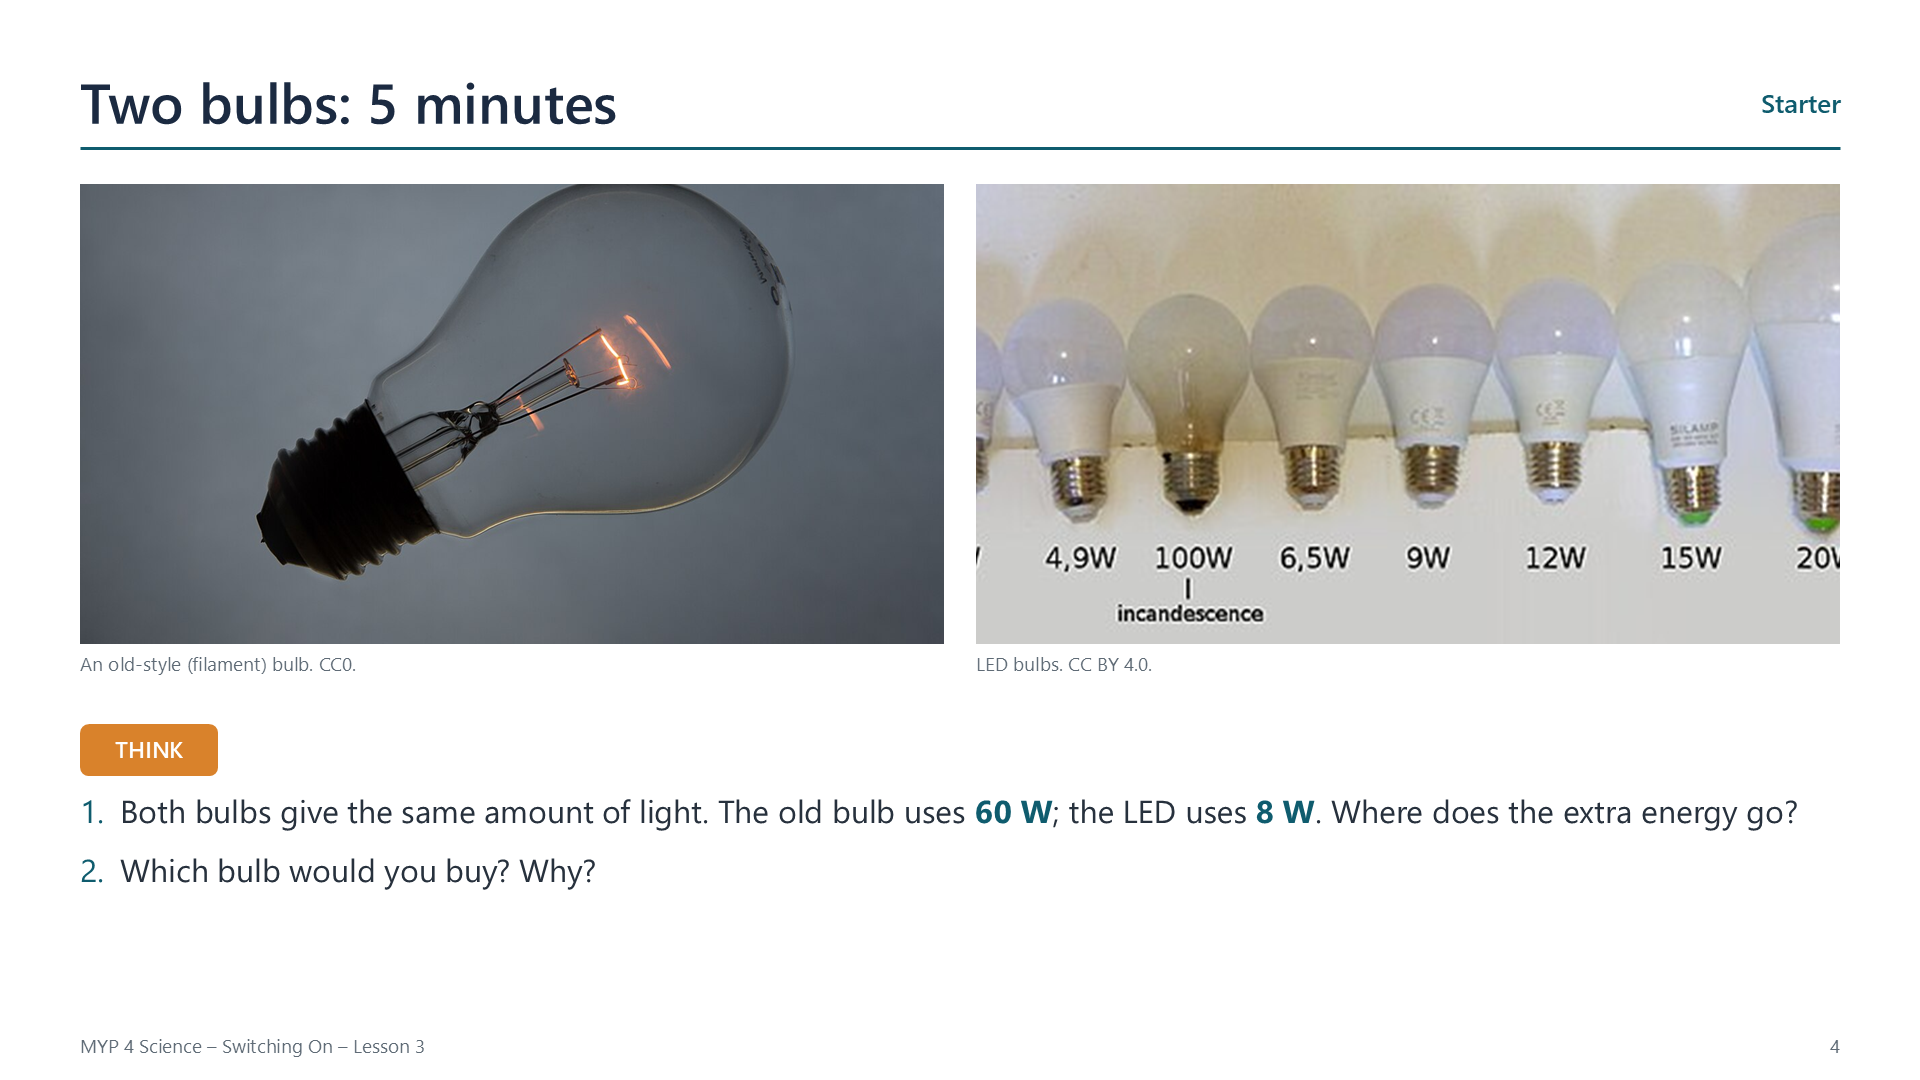 Two bulbs: 5 minutes
Starter
4,9W 100W 6,5W 9W 12W 15W 20W
incandescence
SILAMP
An old-style (filament) bulb. CC0.
LED bulbs. CC BY 4.0.
THINK
1. Both bulbs give the same amount of light. The old bulb uses 60 W; the LED uses 8 W. Where does the extra energy go?
2. Which bulb would you buy? Why?
MYP 4 Science – Switching On – Lesson 3
4